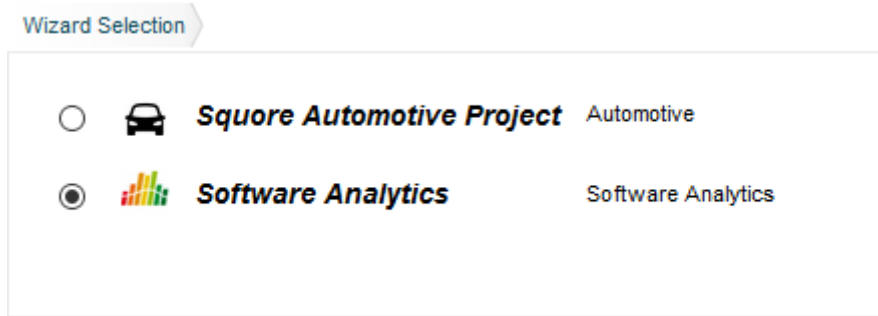 Wizard Selection
Squore Automotive Project Automotive
Software Analytics Software Analytics